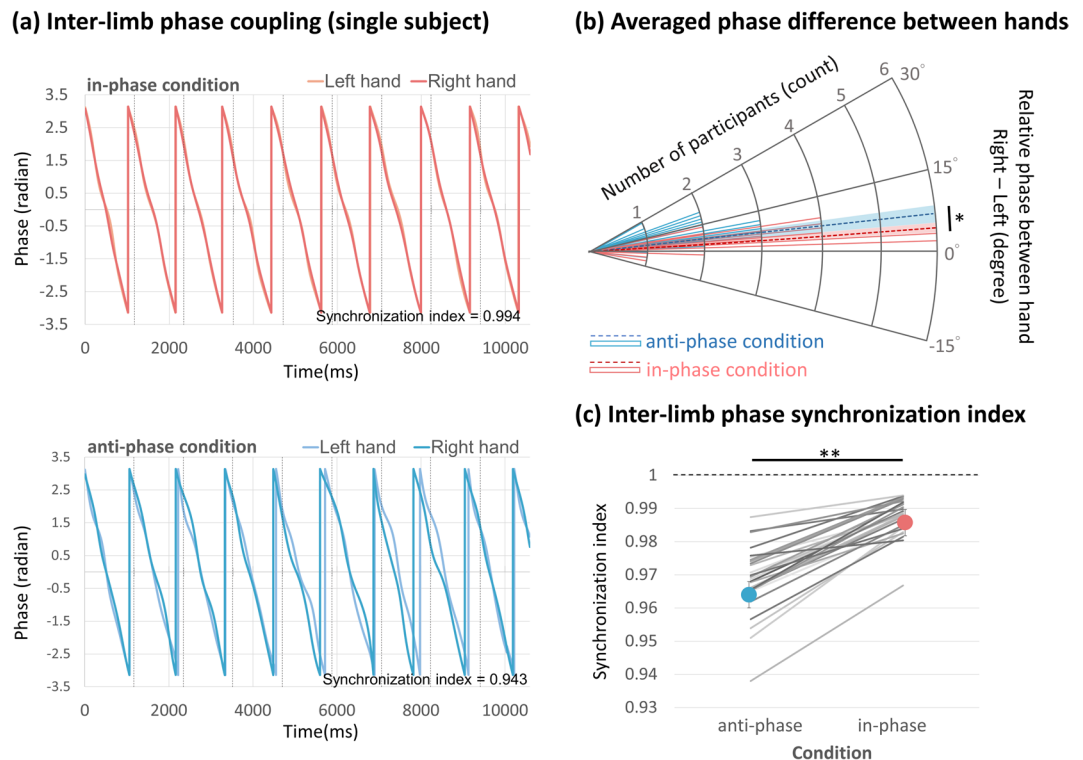 (a) Inter-limb phase coupling (single subject)
in-phase condition
Left hand
Right hand
Phase (radian)
3.5
2.5
1.5
0.5
-0.5
-1.5
-2.5
-3.5
Synchronization index = 0.994
0 2000 4000 6000 8000 10000
Time(ms)
anti-phase condition
Left hand
Right hand
Phase (radian)
3.5
2.5
1.5
0.5
-0.5
-1.5
-2.5
-3.5
Synchronization index = 0.943
0 2000 4000 6000 8000 10000
Time(ms)
(b) Averaged phase difference between hands
Number of participants (count)
1 2 3 4 5 6
30°
15°
0°
-15°
*
Relative phase between hand
Right – Left (degree)
anti-phase condition
in-phase condition
(c) Inter-limb phase synchronization index
**
Synchronization index
1
0.99
0.98
0.97
0.96
0.95
0.94
0.93
anti-phase in-phase
Condition